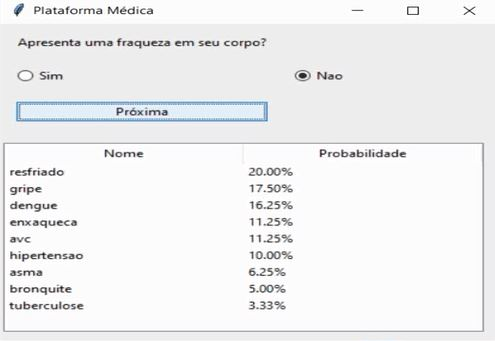 Plataforma Médica
Apresenta uma fraqueza em seu corpo?
Sim Nao
Próxima
Nome Probabilidade
resfriado 20.00%
gripe 17.50%
dengue 16.25%
enxaqueca 11.25%
avc 11.25%
hipertensao 10.00%
asma 6.25%
bronquite 5.00%
tuberculose 3.33%